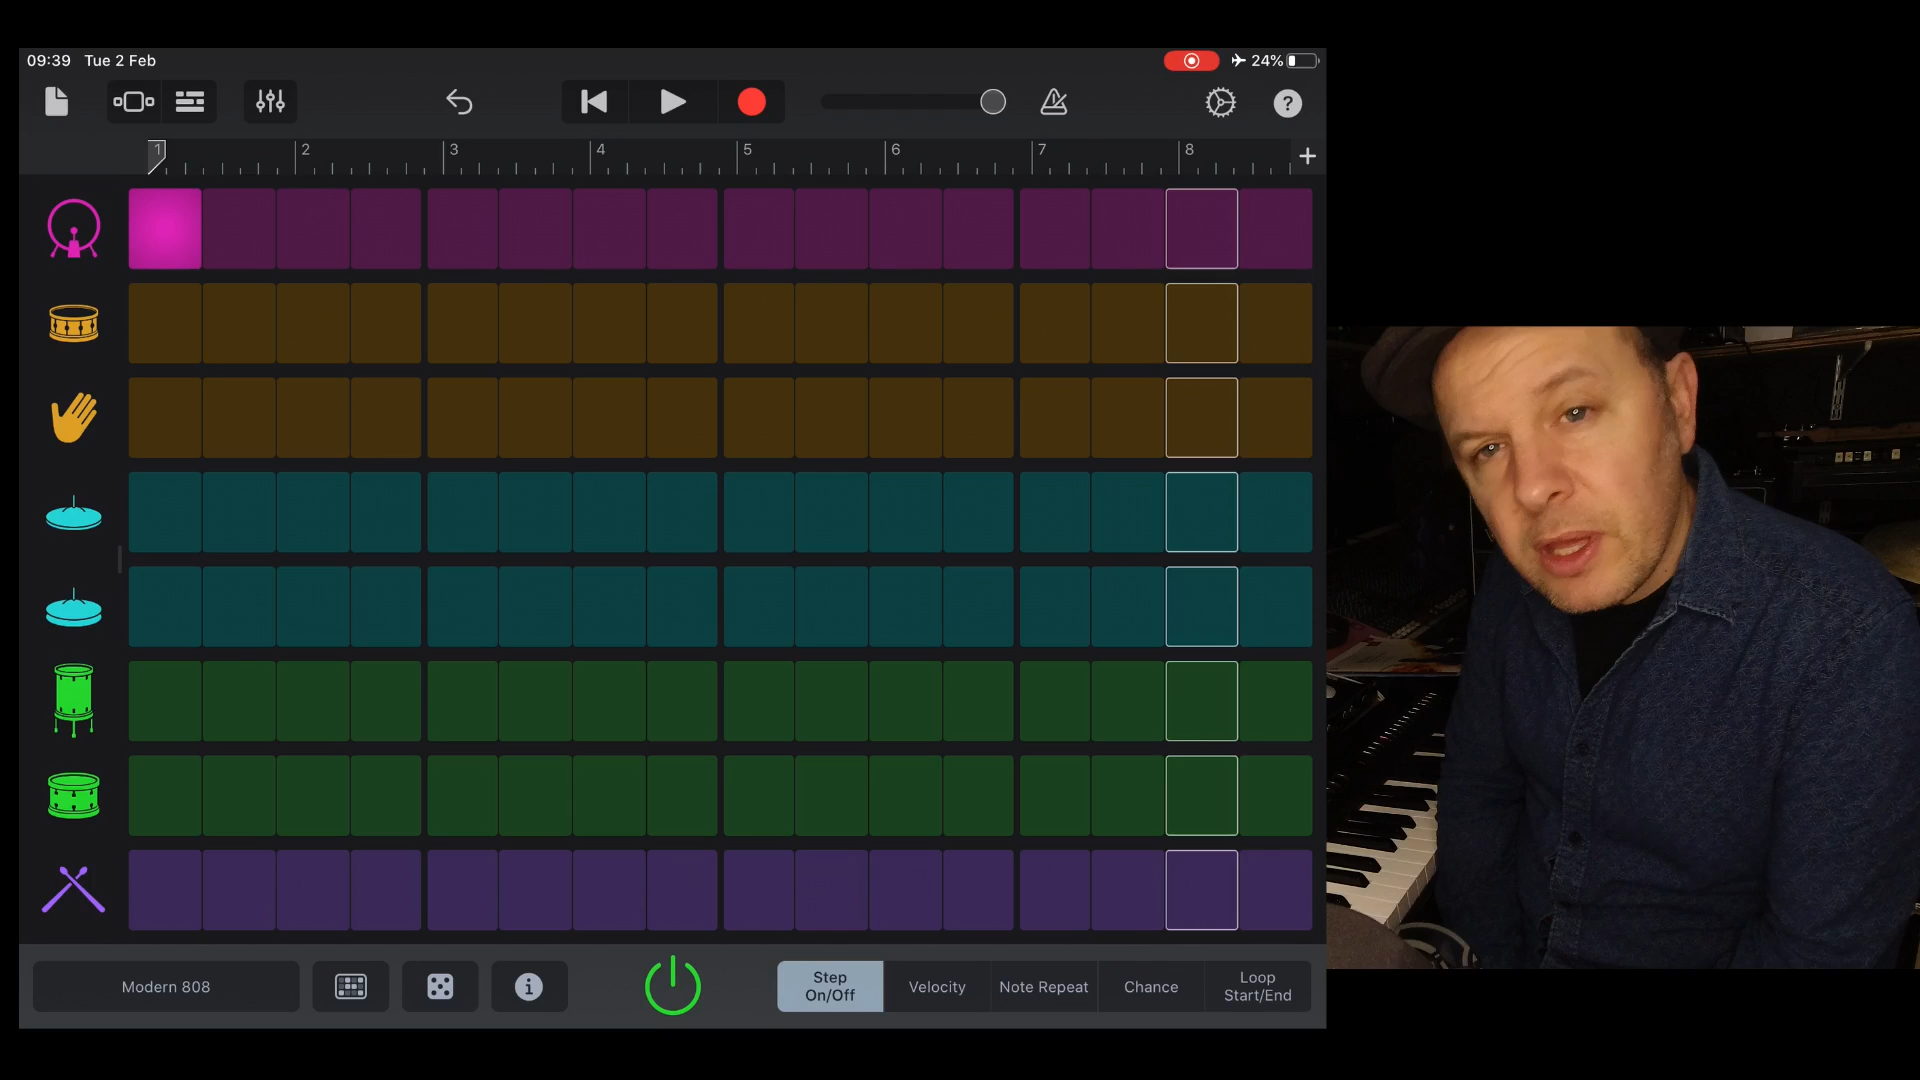 09:39 Tue 2 Feb
24%
?
1 2 3 4 5 6 7 8 +
Modern 808
i
Step On/Off
Velocity
Note Repeat
Chance
Loop Start/End